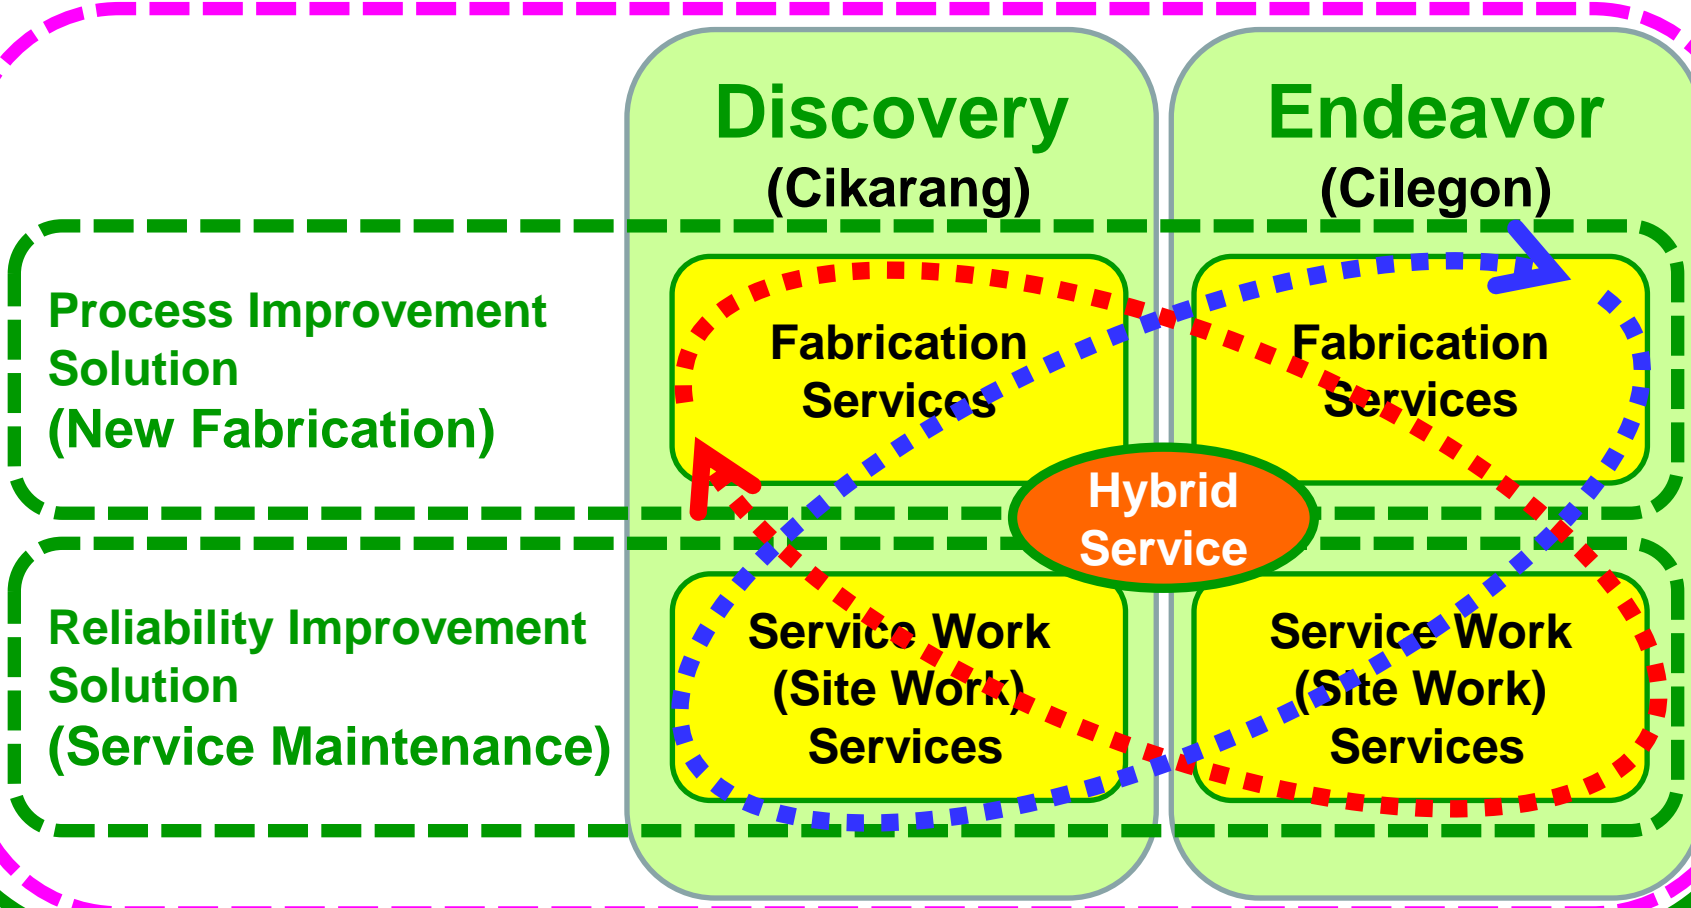 Discovery
(Cikarang)
Endeavor
(Cilegon)
Process Improvement
Solution
(New Fabrication)
Fabrication
Services
Fabrication
Services
Hybrid
Service
Reliability Improvement
Solution
(Service Maintenance)
Service Work
(Site Work)
Services
Service Work
(Site Work)
Services